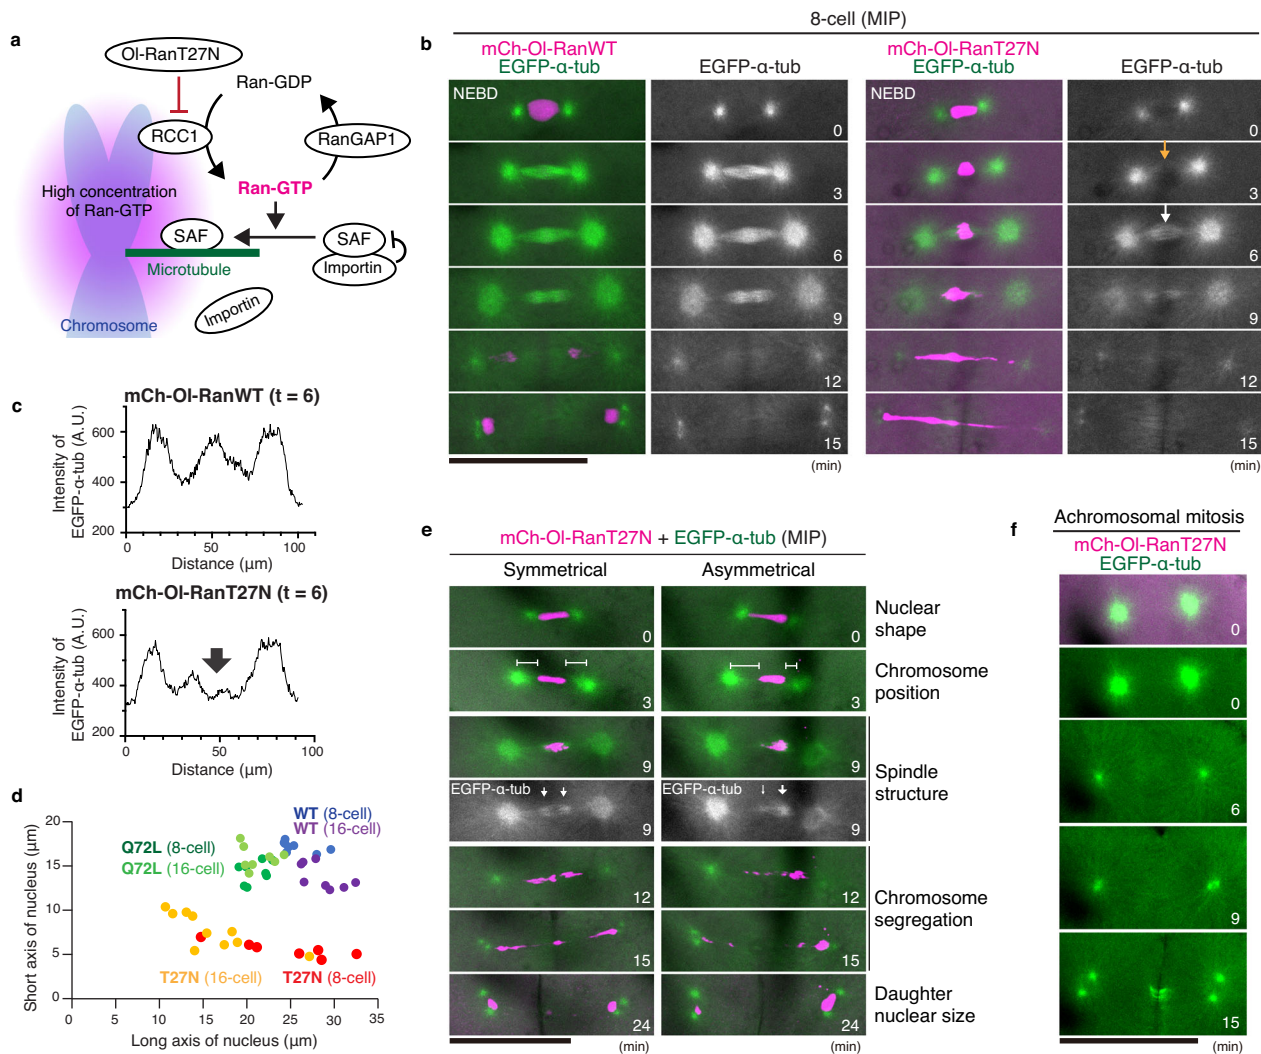 a
Ol-RanT27N
Ran-GDP
RCC1
RanGAP1
Ran-GTP
High concentration
of Ran-GTP
SAF
SAF
Importin
Microtubule
Importin
Chromosome
8-cell (MIP)
b
mCh-Ol-RanWT
EGFP-α-tub
EGFP-α-tub
mCh-Ol-RanT27N
EGFP-α-tub
EGFP-α-tub
NEBD
0
NEBD
0
3
3
6
6
9
9
12
12
15
15
(min)
(min)
c
mCh-Ol-RanWT (t = 6)
Intensity of
EGFP-α-tub (A.U.)
600
400
200
0
50
100
Distance (µm)
mCh-Ol-RanT27N (t = 6)
Intensity of
EGFP-α-tub (A.U.)
600
400
200
0
50
100
Distance (µm)
d
Short axis of nucleus (µm)
20
15
10
5
0
0
5
10
15
20
25
30
35
Long axis of nucleus (µm)
WT (8-cell)
WT (16-cell)
Q72L (8-cell)
Q72L (16-cell)
T27N (16-cell)
T27N (8-cell)
e
mCh-Ol-RanT27N + EGFP-α-tub (MIP)
Symmetrical
Asymmetrical
0
0
Nuclear
shape
3
3
Chromosome
position
9
9
Spindle
structure
EGFP-α-tub
9
EGFP-α-tub
9
12
12
Chromosome
segregation
15
15
24
24
Daughter
nuclear size
(min)
(min)
f
Achromosomal mitosis
mCh-Ol-RanT27N
EGFP-α-tub
0
0
6
9
15
(min)